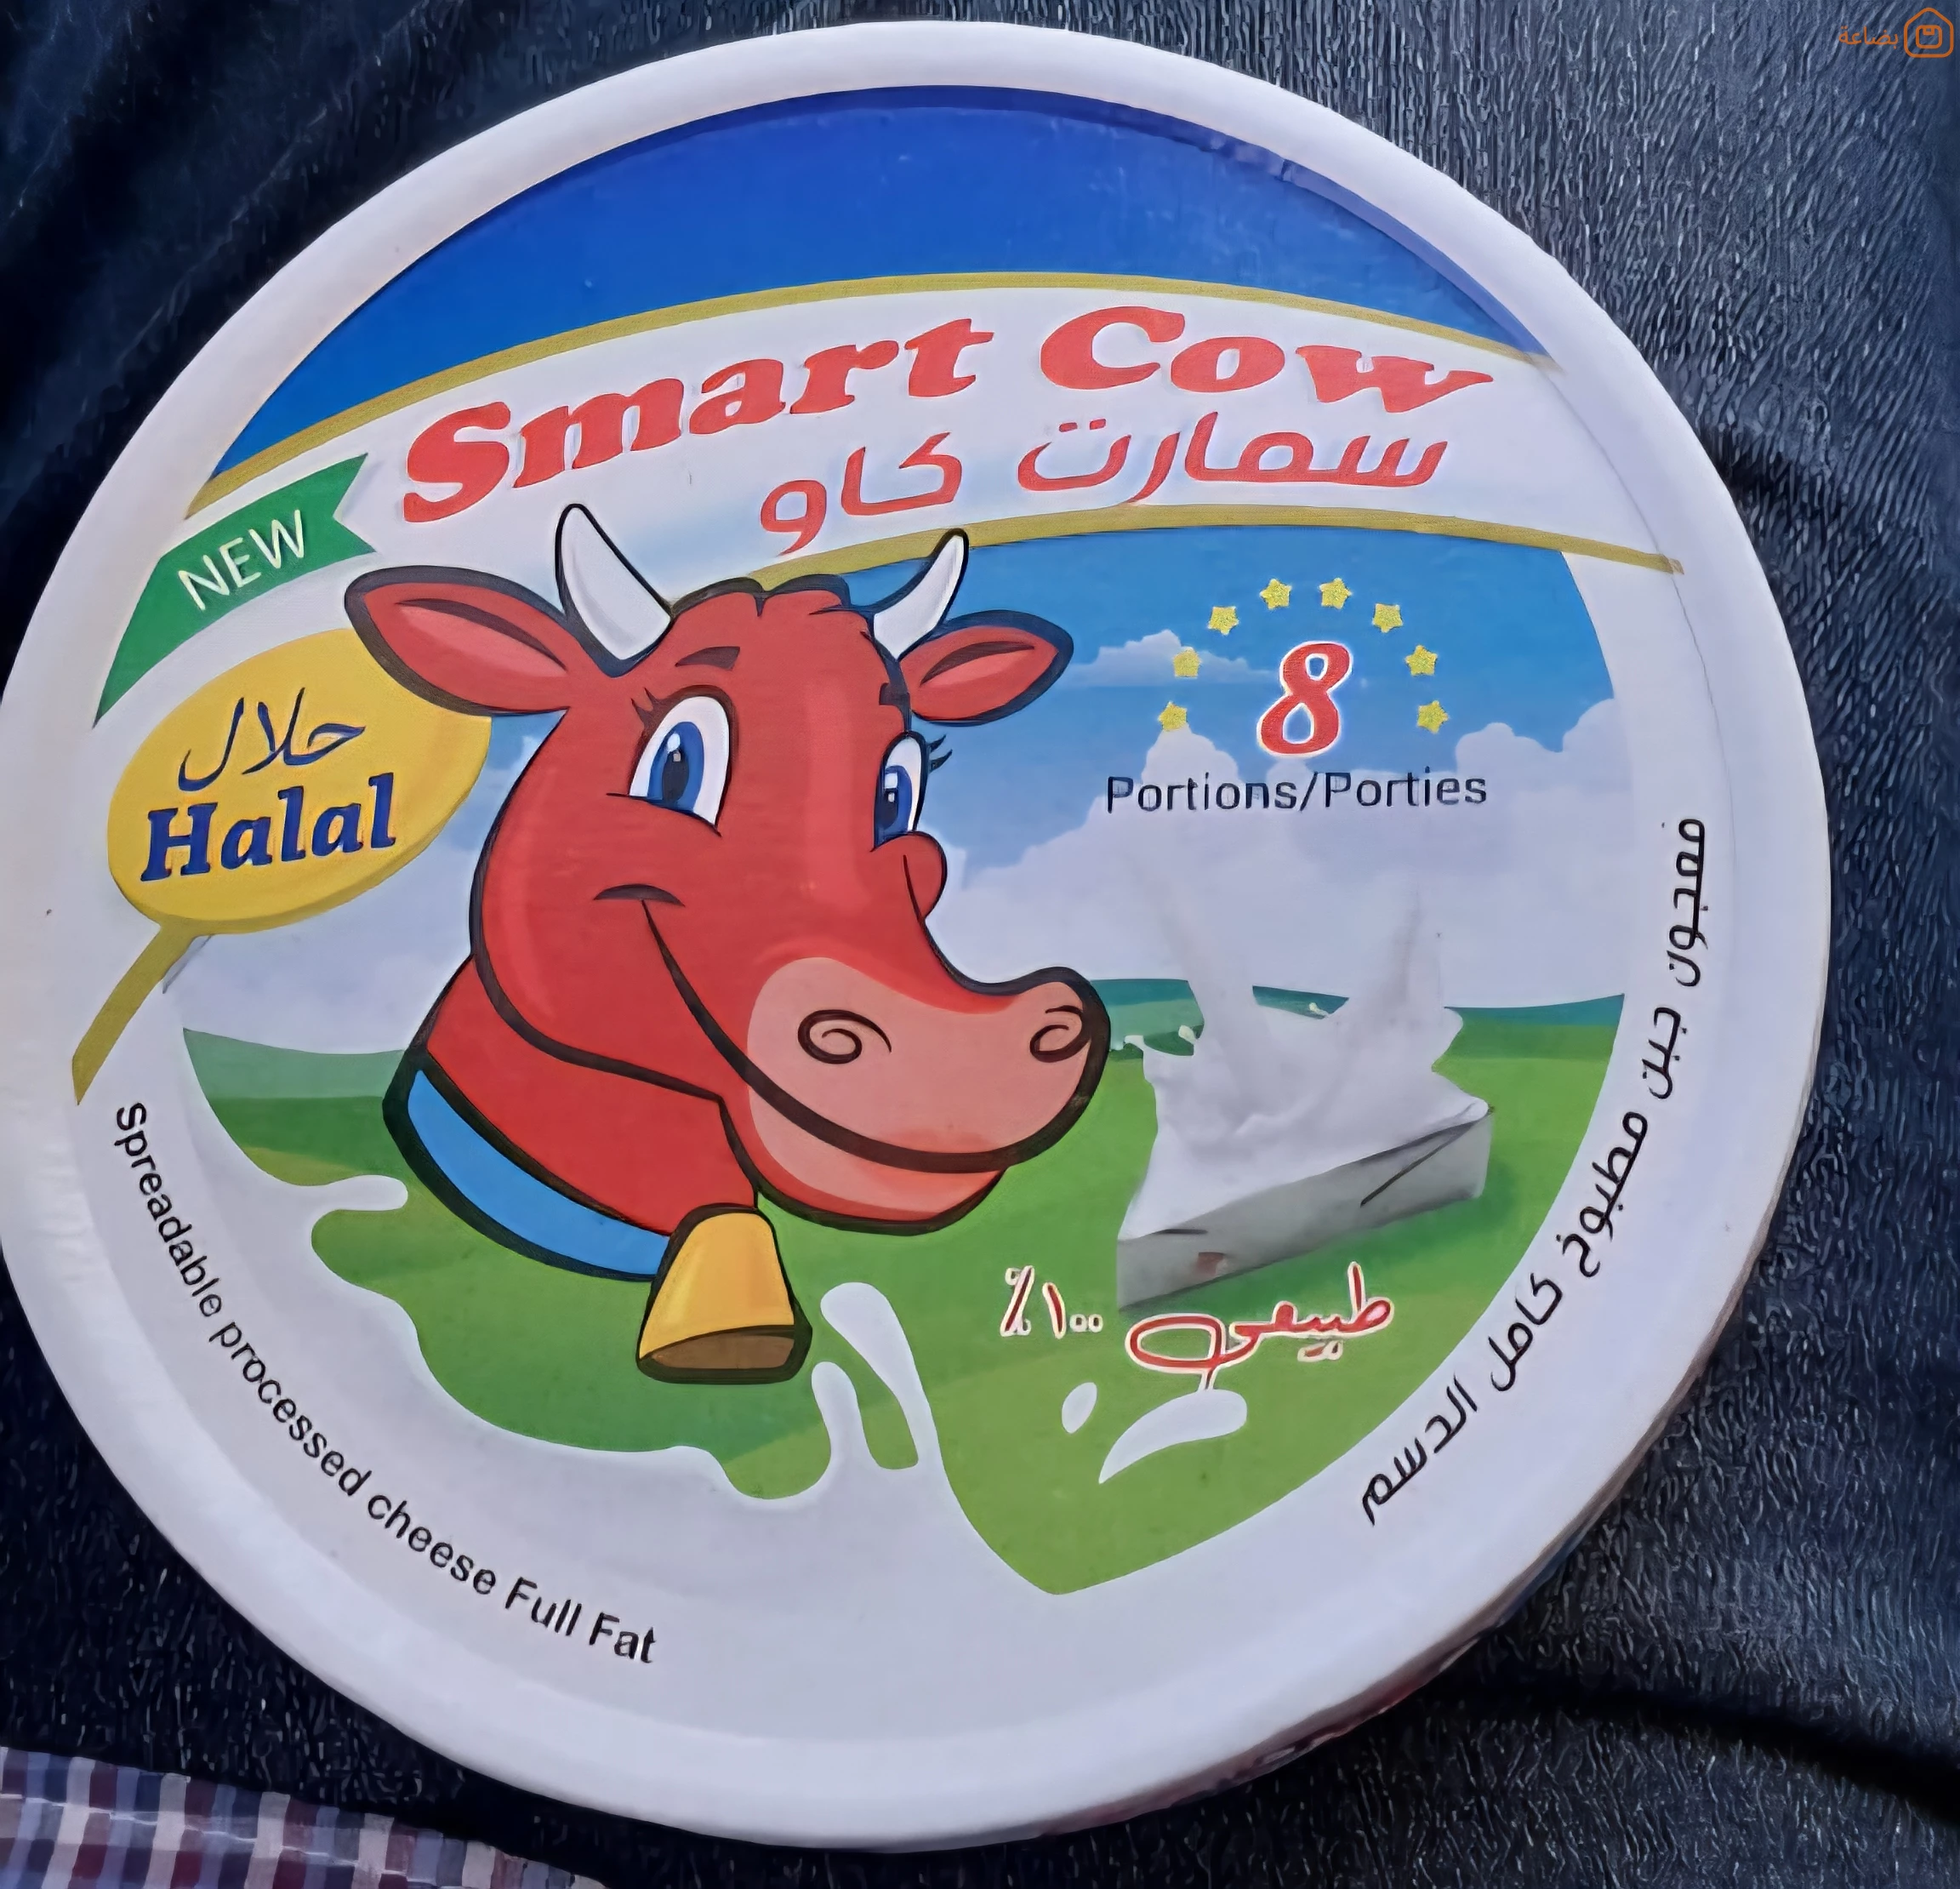 بضاعة
Smart Cow
سمارت كاو
NEW
حلال
Halal
8
Portions/Porties
طبيعي ١٠٠٪
Spreadable processed cheese Full Fat
معجون جبن مطبوخ كامل الدسم